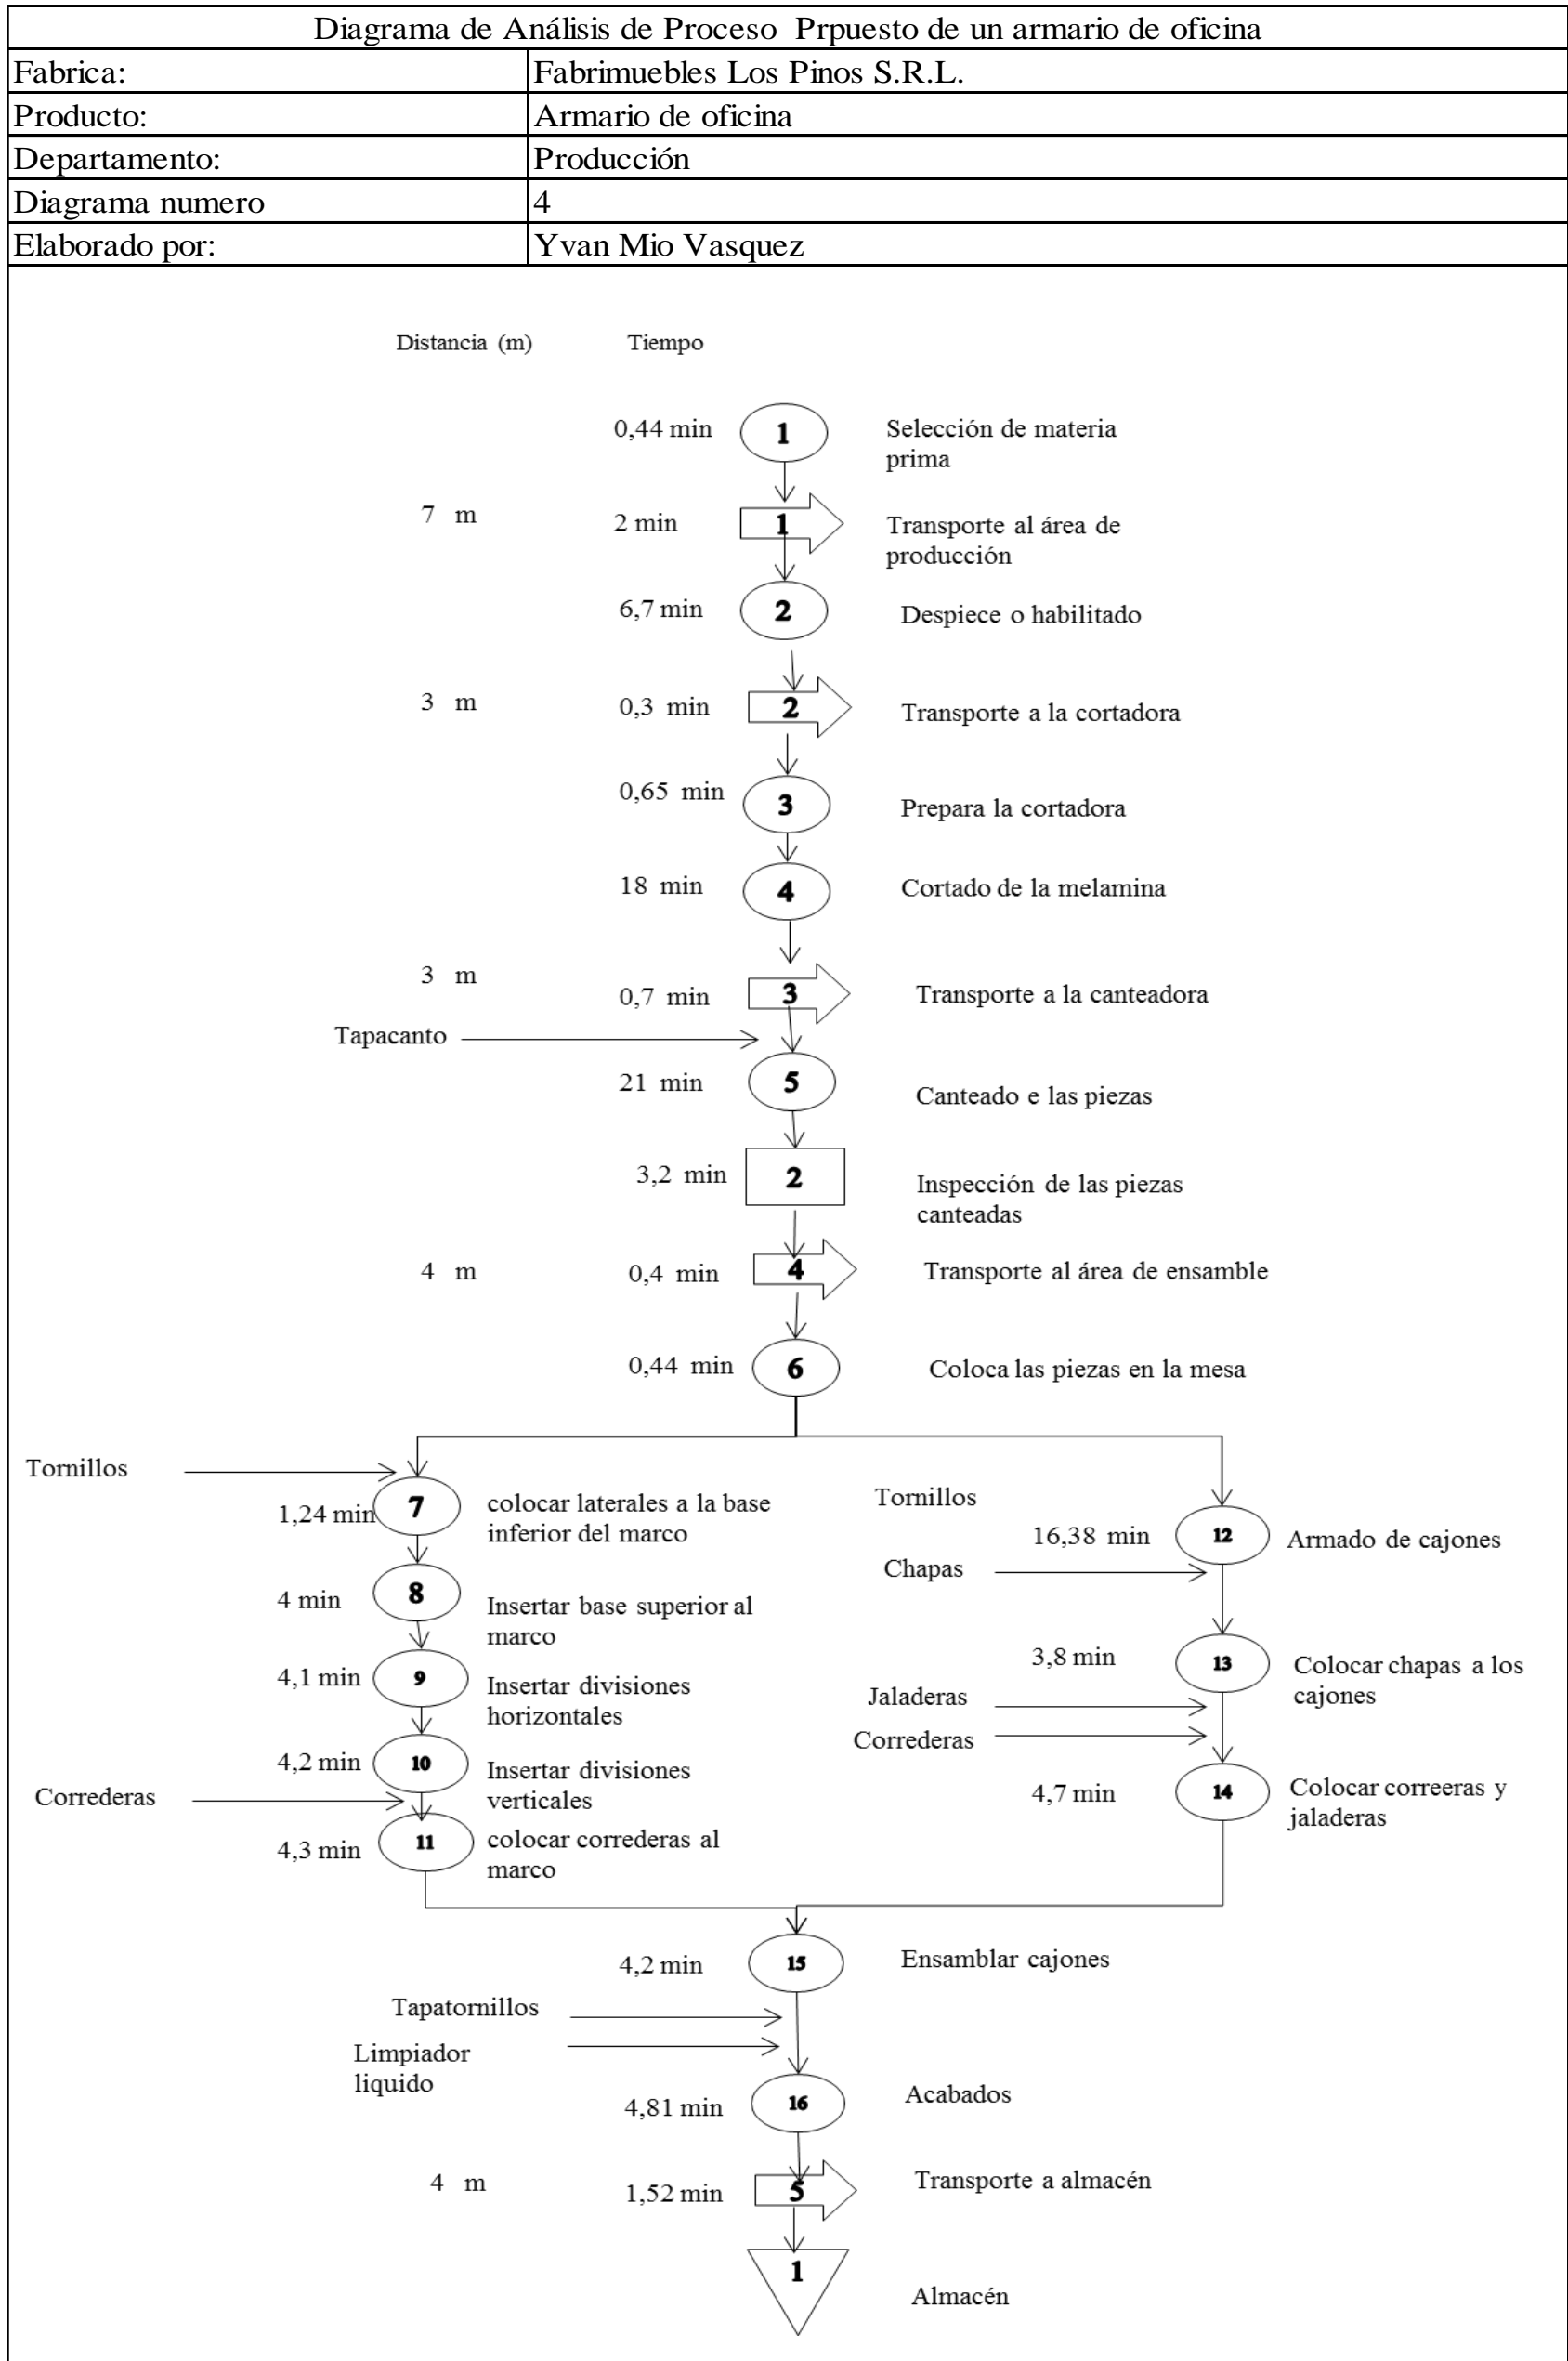 Diagrama de Análisis de Proceso Prpuesto de un armario de oficina
Fabrica: Fabrimuebles Los Pinos S.R.L.
Producto: Armario de oficina
Departamento: Producción
Diagrama numero 4
Elaborado por: Yvan Mio Vasquez
Distancia (m) Tiempo
0,44 min 1 Selección de materia
prima
7 m 2 min 1 Transporte al área de
producción
6,7 min 2 Despiece o habilitado
3 m 0,3 min 2 Transporte a la cortadora
0,65 min 3 Prepara la cortadora
18 min 4 Cortado de la melamina
3 m 0,7 min 3 Transporte a la canteadora
Tapacanto
21 min 5 Canteado e las piezas
3,2 min 2 Inspección de las piezas
canteadas
4 m 0,4 min 4 Transporte al área de ensamble
0,44 min 6 Coloca las piezas en la mesa
Tornillos
1,24 min 7 colocar laterales a la base
inferior del marco
4 min 8 Insertar base superior al
marco
4,1 min 9 Insertar divisiones
horizontales
4,2 min 10 Insertar divisiones
verticales
Correderas
4,3 min 11 colocar correderas al
marco
Tornillos
16,38 min 12 Armado de cajones
Chapas
3,8 min 13 Colocar chapas a los
cajones
Jaladeras
Correderas
4,7 min 14 Colocar correeras y
jaladeras
4,2 min 15 Ensamblar cajones
Tapatornillos
Limpiador
liquido
4,81 min 16 Acabados
4 m 1,52 min 5 Transporte a almacén
1 Almacén